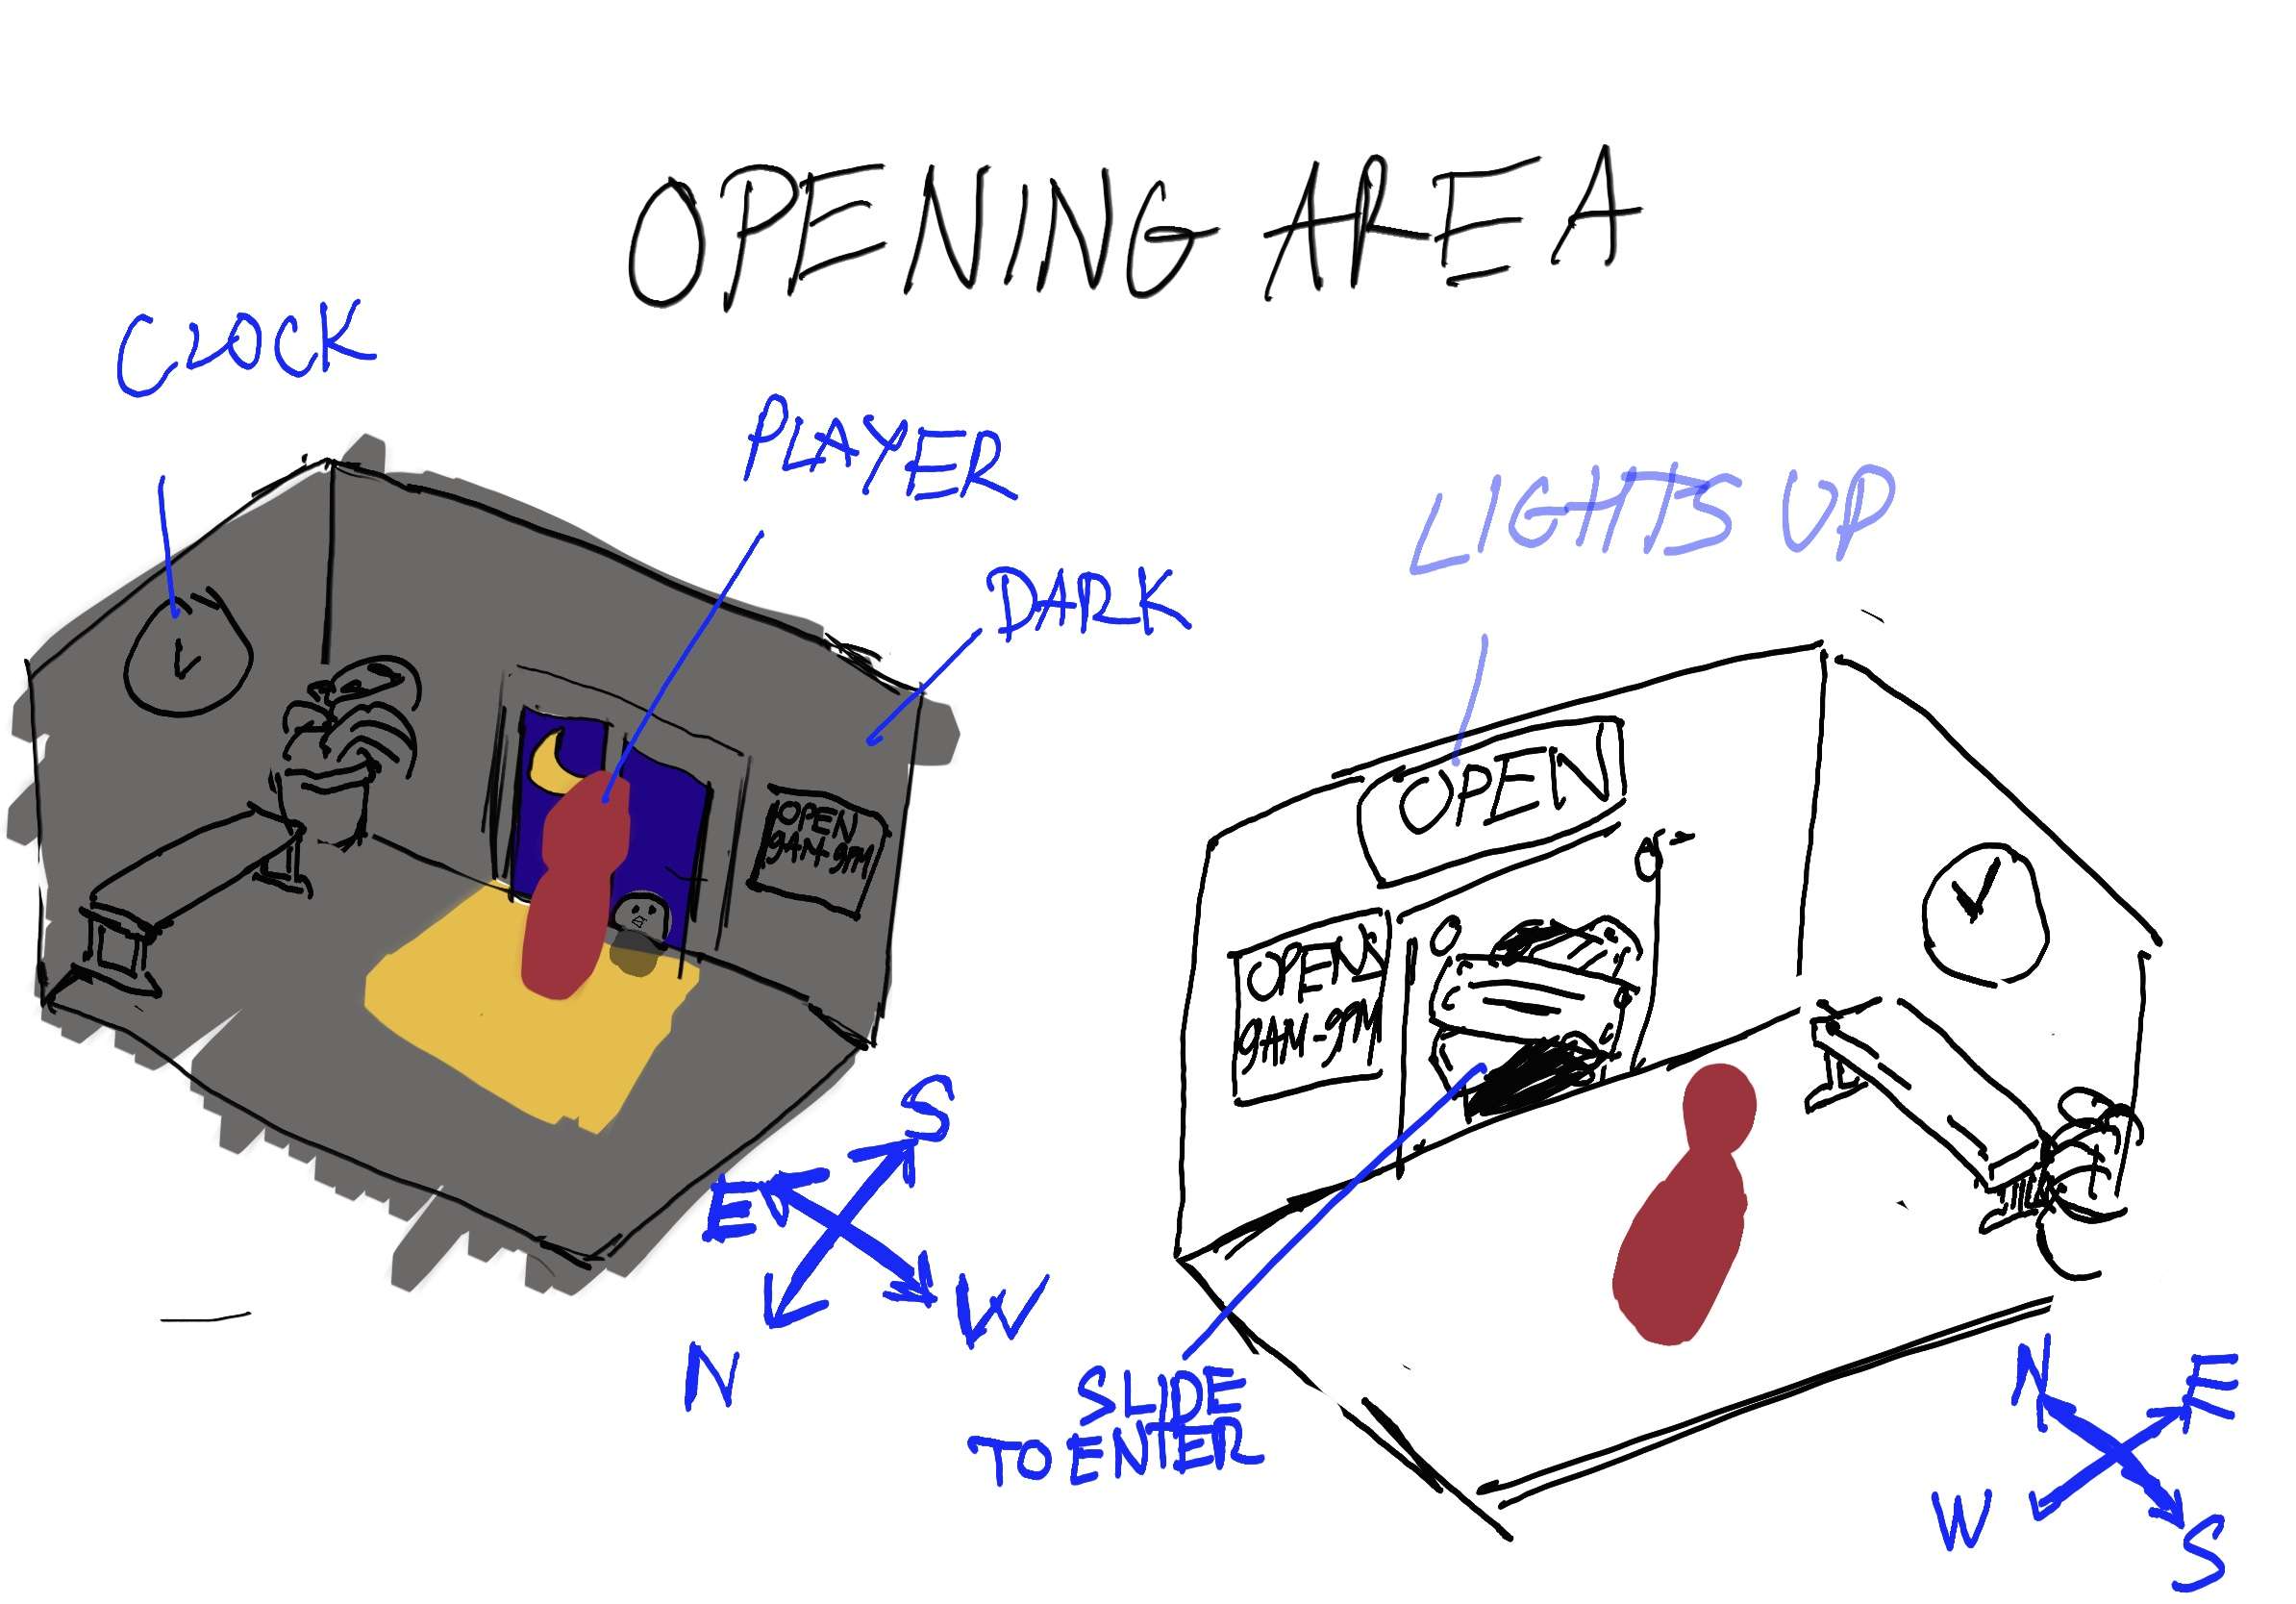 OPENING AREA
CLOCK
PLAYER
DARK
LIGHTS UP
OPEN
9AM-9PM
S
E
W
N
OPEN
OPEN
9AM-9PM
SLIDE
TO ENTER
N
E
W
S